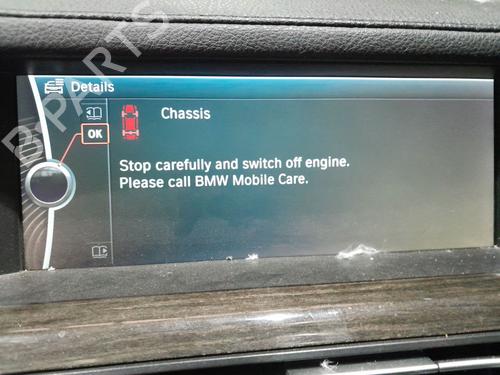 Details
OK
Chassis
Stop carefully and switch off engine.
Please call BMW Mobile Care.
B-PARTS